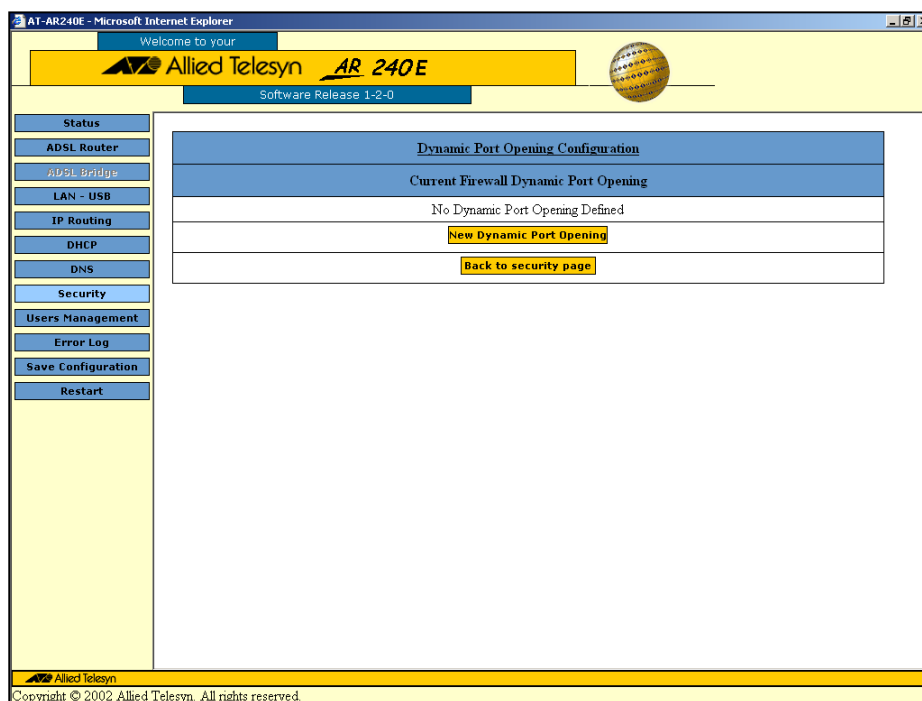 AT-AR240E - Microsoft Internet Explorer
Welcome to your
Allied Telesyn AR 240E
Software Release 1-2-0
Status
ADSL Router
ADSL Bridge
LAN - USB
IP Routing
DHCP
DNS
Security
Users Management
Error Log
Save Configuration
Restart
Dynamic Port Opening Configuration
Current Firewall Dynamic Port Opening
No Dynamic Port Opening Defined
New Dynamic Port Opening
Back to security page
Allied Telesyn
Copyright © 2002 Allied Telesyn. All rights reserved.